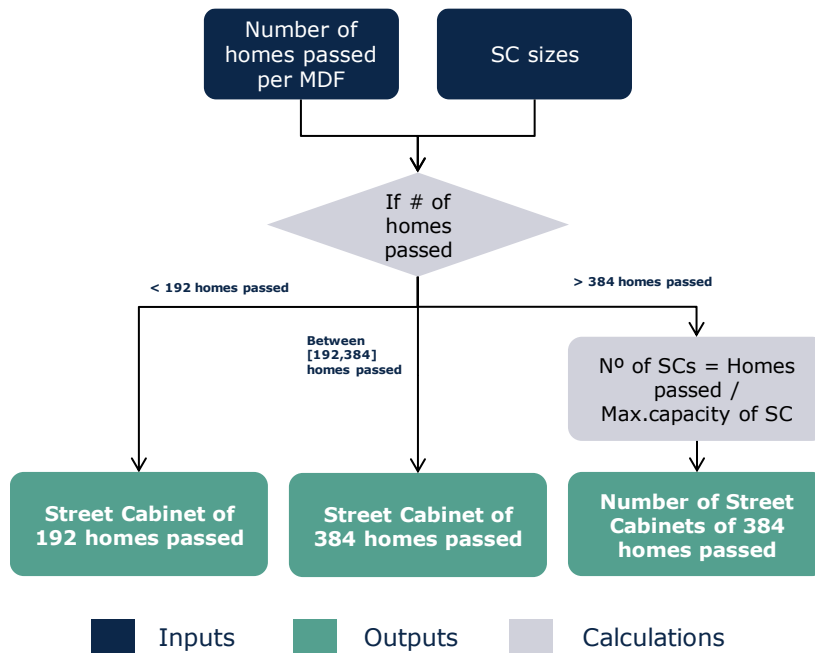 Number of
homes passed
per MDF
SC sizes
If # of
homes
passed
< 192 homes passed
> 384 homes passed
Between
[192,384]
homes passed
Nº of SCs = Homes
passed /
Max.capacity of SC
Street Cabinet of
192 homes passed
Street Cabinet of
384 homes passed
Number of Street
Cabinets of 384
homes passed
Inputs
Outputs
Calculations